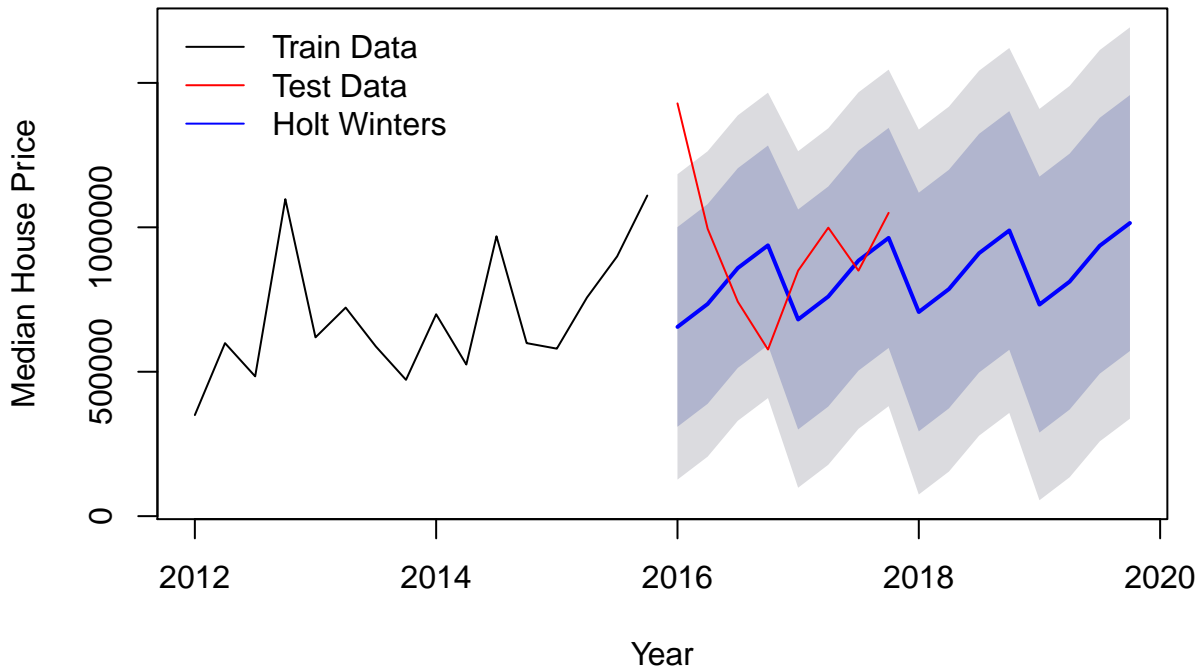 Train Data
Test Data
Holt Winters
Median House Price
1000000
500000
0
2012 2014 2016 2018 2020
Year